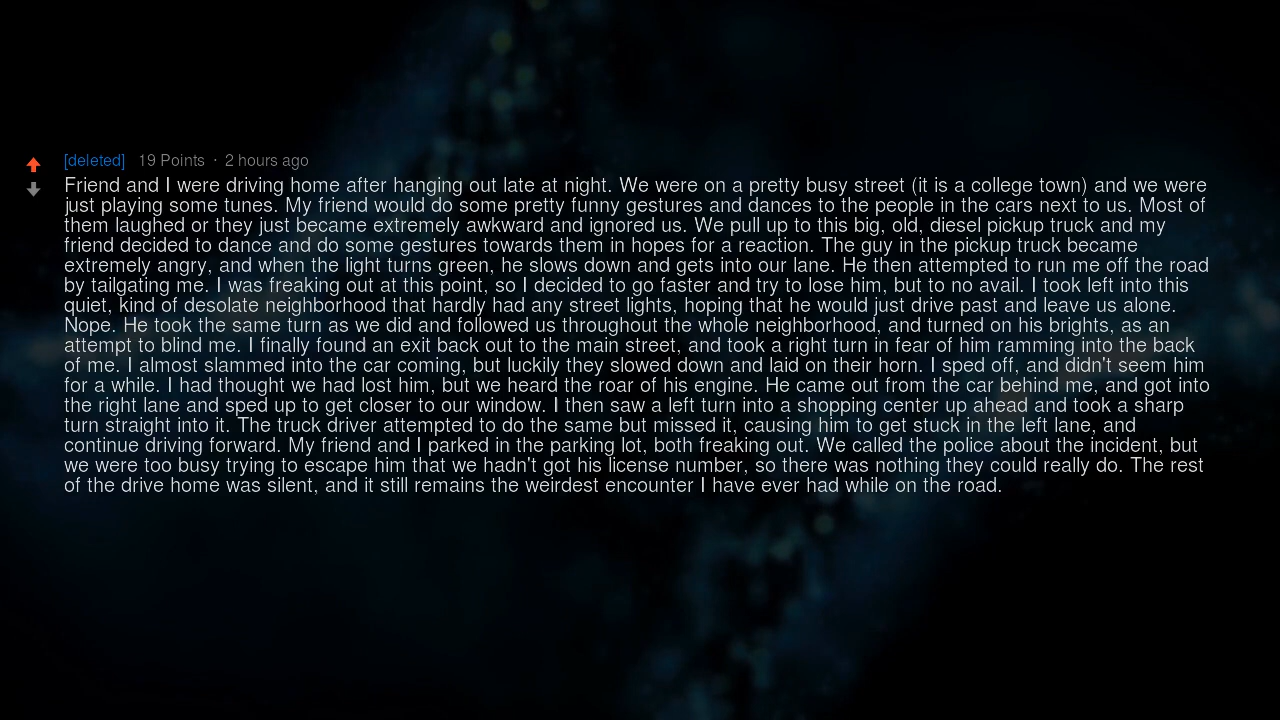 [deleted] 19 Points · 2 hours ago
Friend and I were driving home after hanging out late at night. We were on a pretty busy street (it is a college town) and we were
just playing some tunes. My friend would do some pretty funny gestures and dances to the people in the cars next to us. Most of
them laughed or they just became extremely awkward and ignored us. We pull up to this big, old, diesel pickup truck and my
friend decided to dance and do some gestures towards them in hopes for a reaction. The guy in the pickup truck became
extremely angry, and when the light turns green, he slows down and gets into our lane. He then attempted to run me off the road
by tailgating me. I was freaking out at this point, so I decided to go faster and try to lose him, but to no avail. I took left into this
quiet, kind of desolate neighborhood that hardly had any street lights, hoping that he would just drive past and leave us alone.
Nope. He took the same turn as we did and followed us throughout the whole neighborhood, and turned on his brights, as an
attempt to blind me. I finally found an exit back out to the main street, and took a right turn in fear of him ramming into the back
of me. I almost slammed into the car coming, but luckily they slowed down and laid on their horn. I sped off, and didn't seem him
for a while. I had thought we had lost him, but we heard the roar of his engine. He came out from the car behind me, and got into
the right lane and sped up to get closer to our window. I then saw a left turn into a shopping center up ahead and took a sharp
turn straight into it. The truck driver attempted to do the same but missed it, causing him to get stuck in the left lane, and
continue driving forward. My friend and I parked in the parking lot, both freaking out. We called the police about the incident, but
we were too busy trying to escape him that we hadn't got his license number, so there was nothing they could really do. The rest
of the drive home was silent, and it still remains the weirdest encounter I have ever had while on the road.